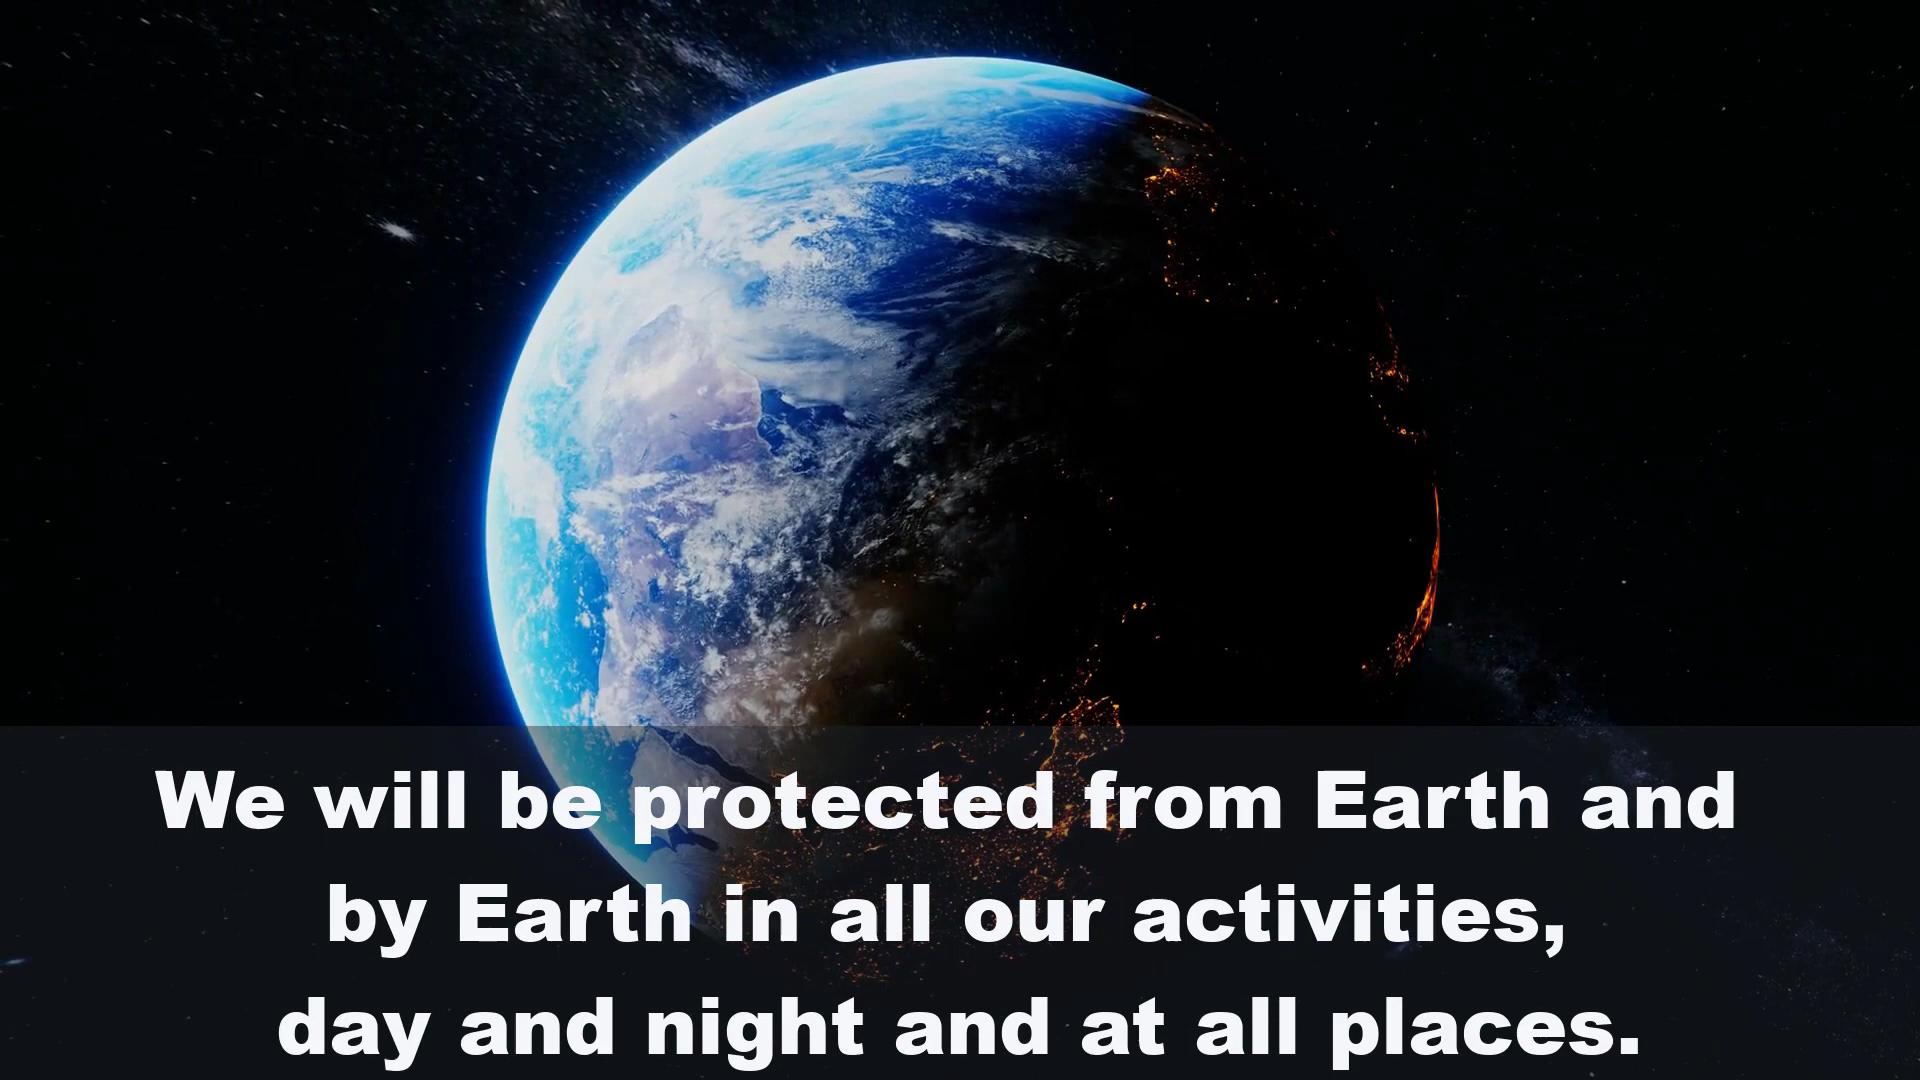 We will be protected from Earth and
by Earth in all our activities,
day and night and at all places.